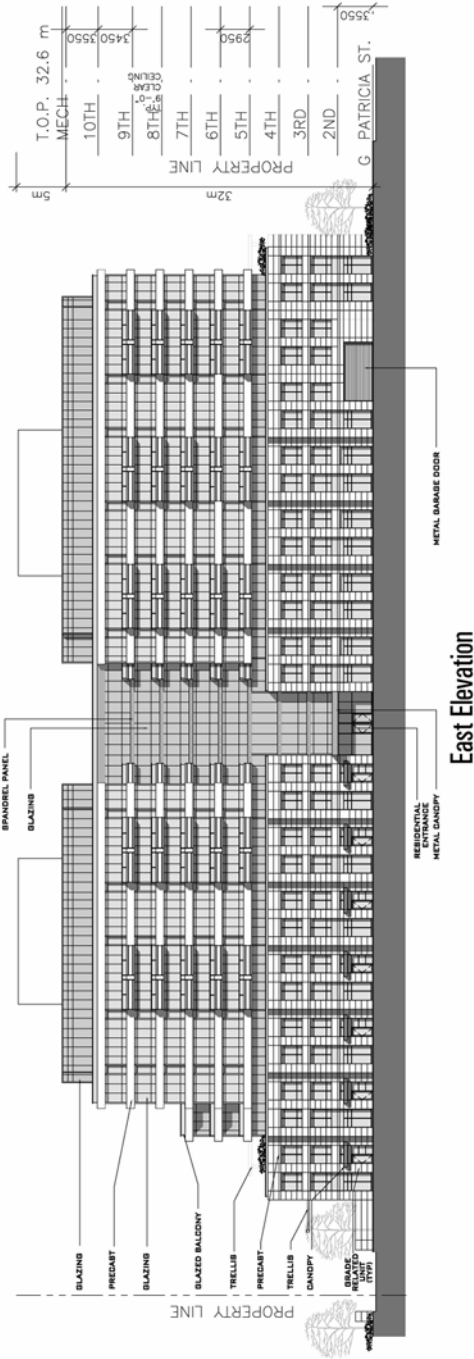 T.O.P. 32.6 m
MECH
10TH
9TH
8TH
7TH
6TH
5TH
4TH
3RD
2ND
G PATRICIA ST.
3550
3450
2950
3550
TYP.
9'-0"
CLEAR
CEILING
PROPERTY LINE
5m
32m
SPANDREL PANEL
GLAZING
GLAZING
PRECAST
GLAZING
GLAZED BALCONY
TRELLIS
PRECAST
TRELLIS
CANOPY
GRADE
RELATED
UNIT
(TYP)
PROPERTY LINE
RESIDENTIAL
ENTRANCE
METAL CANOPY
METAL GARAGE DOOR
East Elevation